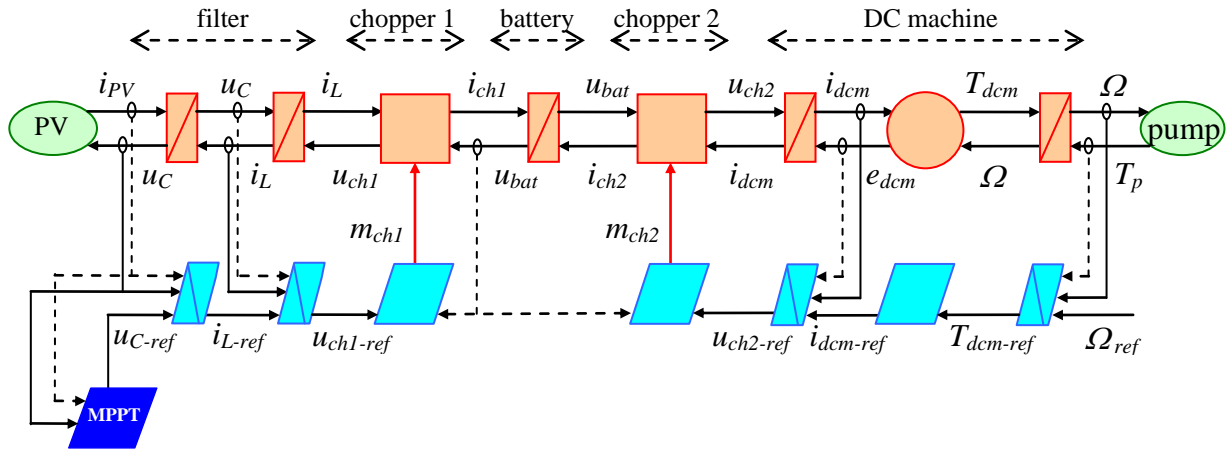 filter chopper 1 battery chopper 2 DC machine
i_PV u_C i_L i_ch1 u_bat u_ch2 i_dcm T_dcm Ω
PV pump
u_C i_L u_ch1 u_bat i_ch2 i_dcm e_dcm Ω T_p
m_ch1 m_ch2
u_C-ref i_L-ref u_ch1-ref u_ch2-ref i_dcm-ref T_dcm-ref Ω_ref
MPPT